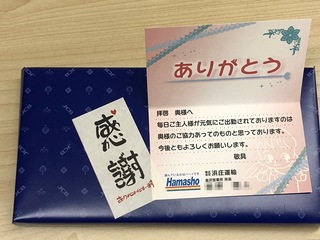 ありがとう
拝啓　奥様へ
毎日ご主人様が元気にご出勤されておりますのは
奥様のご協力あってのものと思っております。
今後ともよろしくお願いします。
敬具
Hamasho
浜庄運輸
感
謝